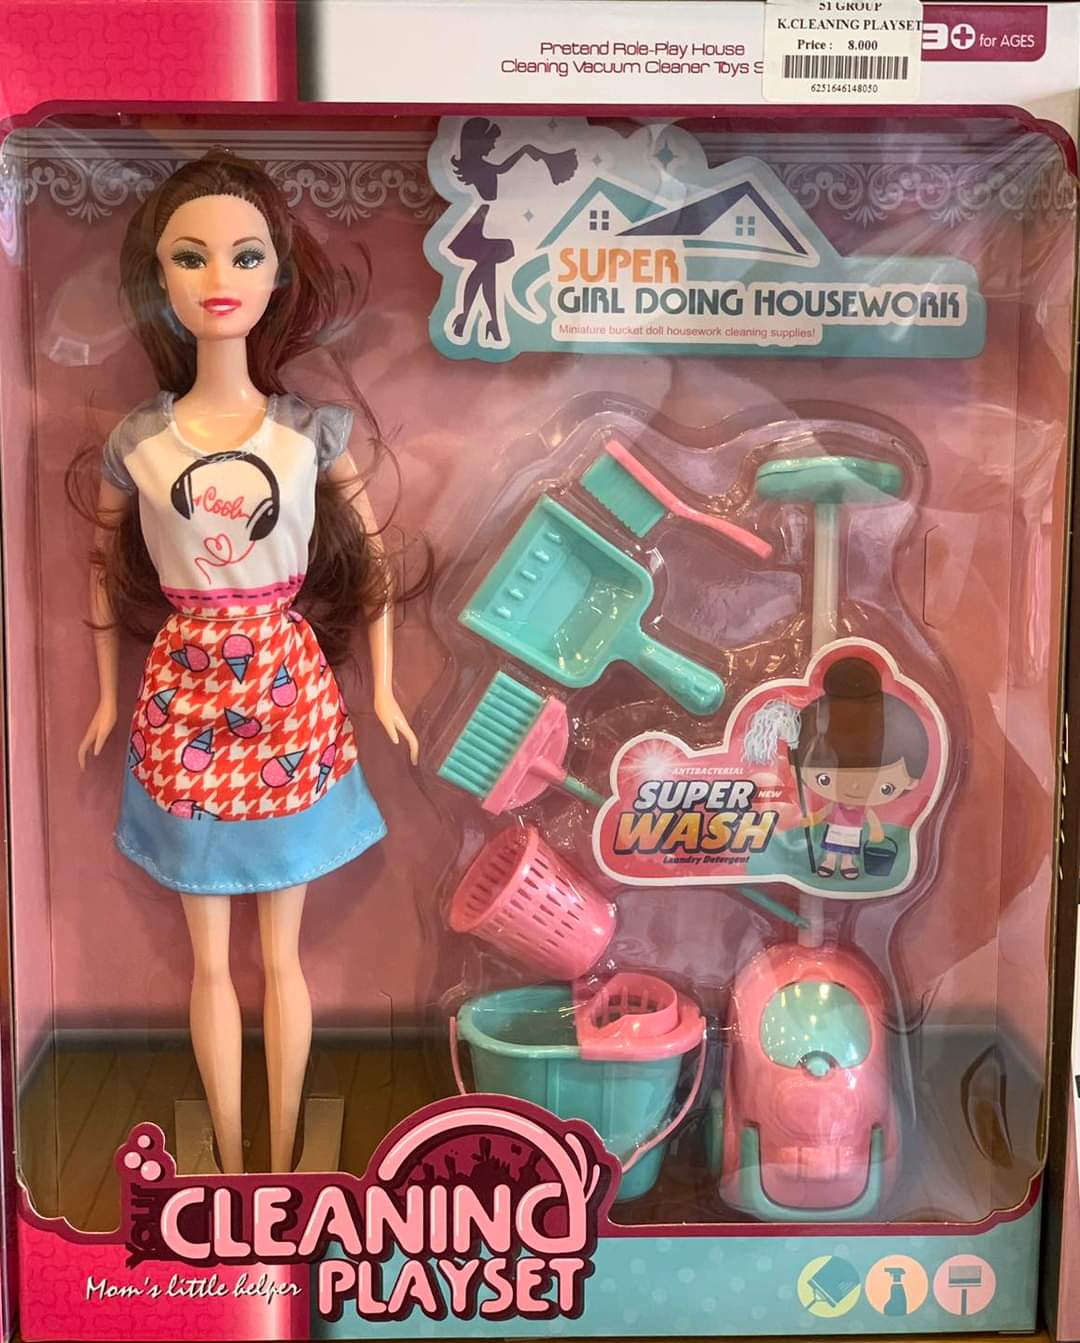 51 GROUP
K.CLEANING PLAYSET
Price : 8.000
6251646148050
3+ for AGES
Pretend Role-Play House
Cleaning Vacuum Cleaner Toys
SUPER
GIRL DOING HOUSEWORK
Miniature bucket doll housework cleaning supplies!
Cool
ANTIBACTERIAL
SUPER NEW
WASH
Laundry Detergent
YOUR
CLEANING
PLAYSET
Mom's little helper